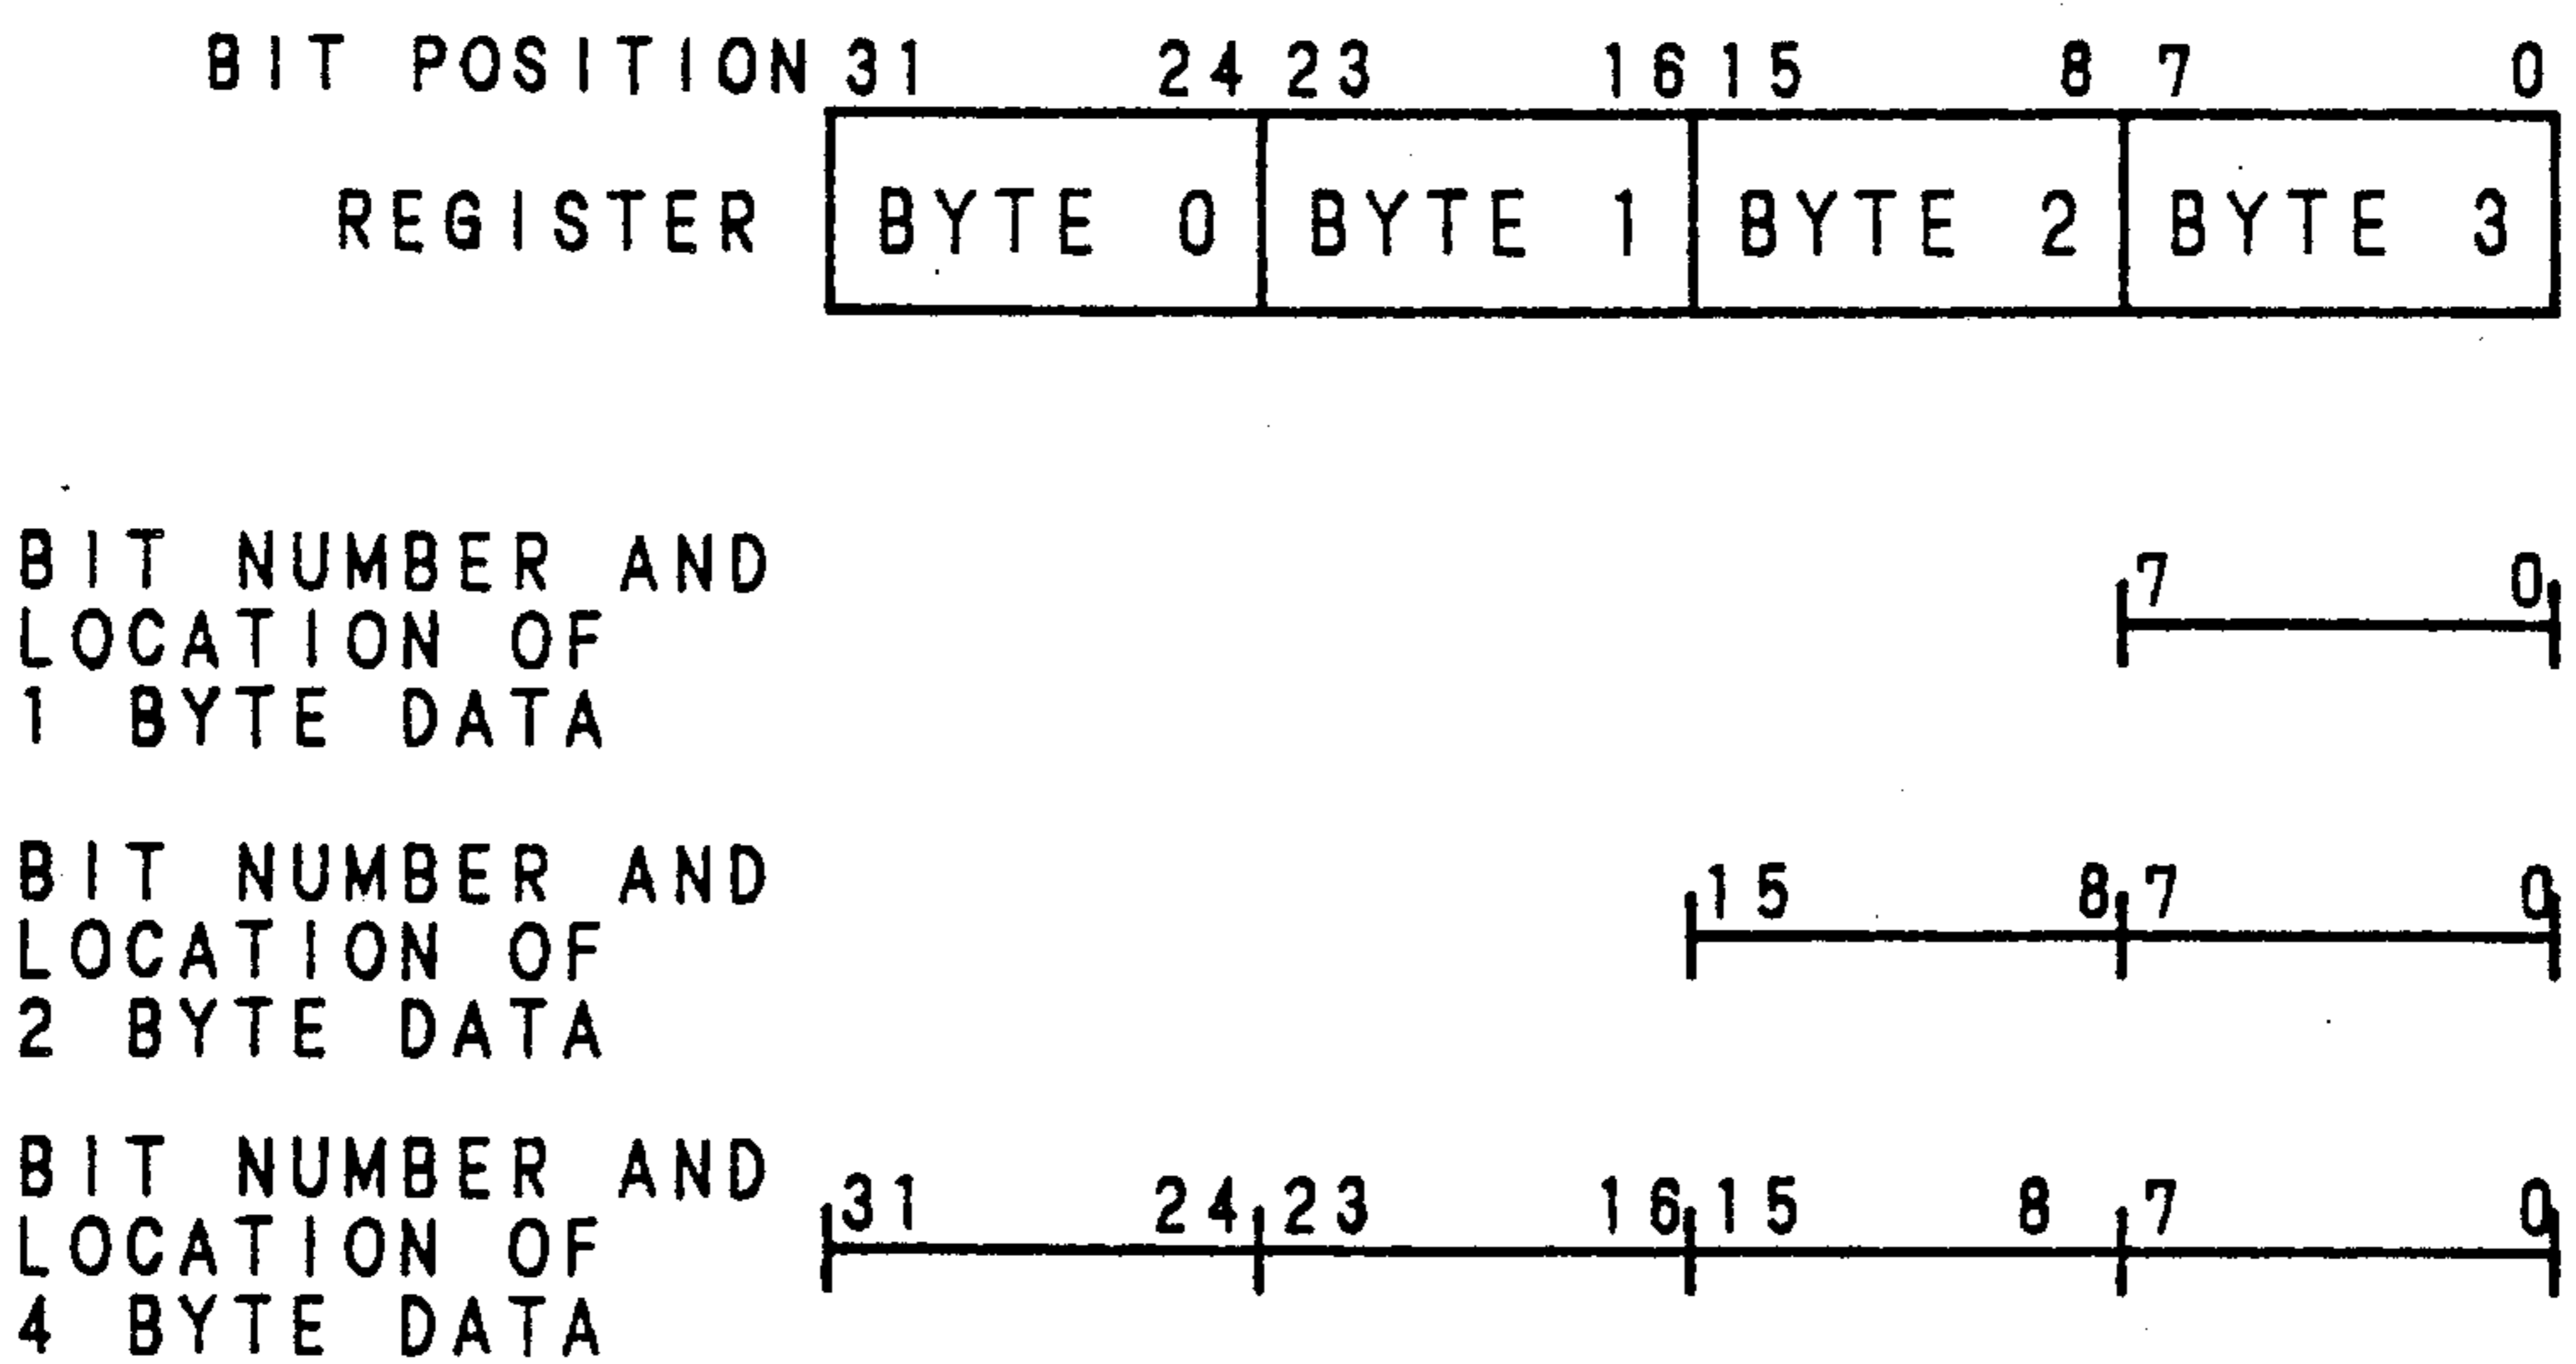 BIT POSITION 31 24 23 16 15 8 7 0
REGISTER BYTE 0 BYTE 1 BYTE 2 BYTE 3
BIT NUMBER AND
LOCATION OF
1 BYTE DATA
7 0
BIT NUMBER AND
LOCATION OF
2 BYTE DATA
15 8 7 0
BIT NUMBER AND
LOCATION OF
4 BYTE DATA
31 24 23 16 15 8 7 0